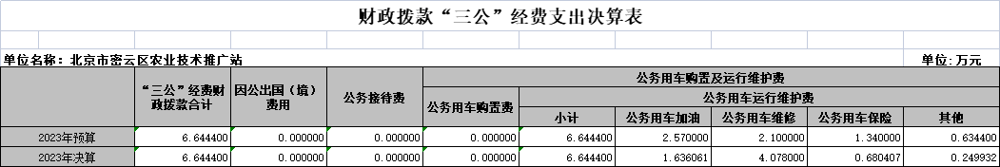 财政拨款“三公”经费支出决算表
单位名称：北京市密云区农业技术推广站 单位:万元
“三公”经费财政拨款合计 因公出国（境）费用 公务接待费 公务用车购置及运行维护费
公务用车购置费 公务用车运行维护费
小计 公务用车加油 公务用车维修 公务用车保险 其他
2023年预算 6.644400 0.000000 0.000000 0.000000 6.644400 2.570000 2.100000 1.340000 0.634400
2023年决算 6.644400 0.000000 0.000000 0.000000 6.644400 1.636061 4.078000 0.680407 0.249932